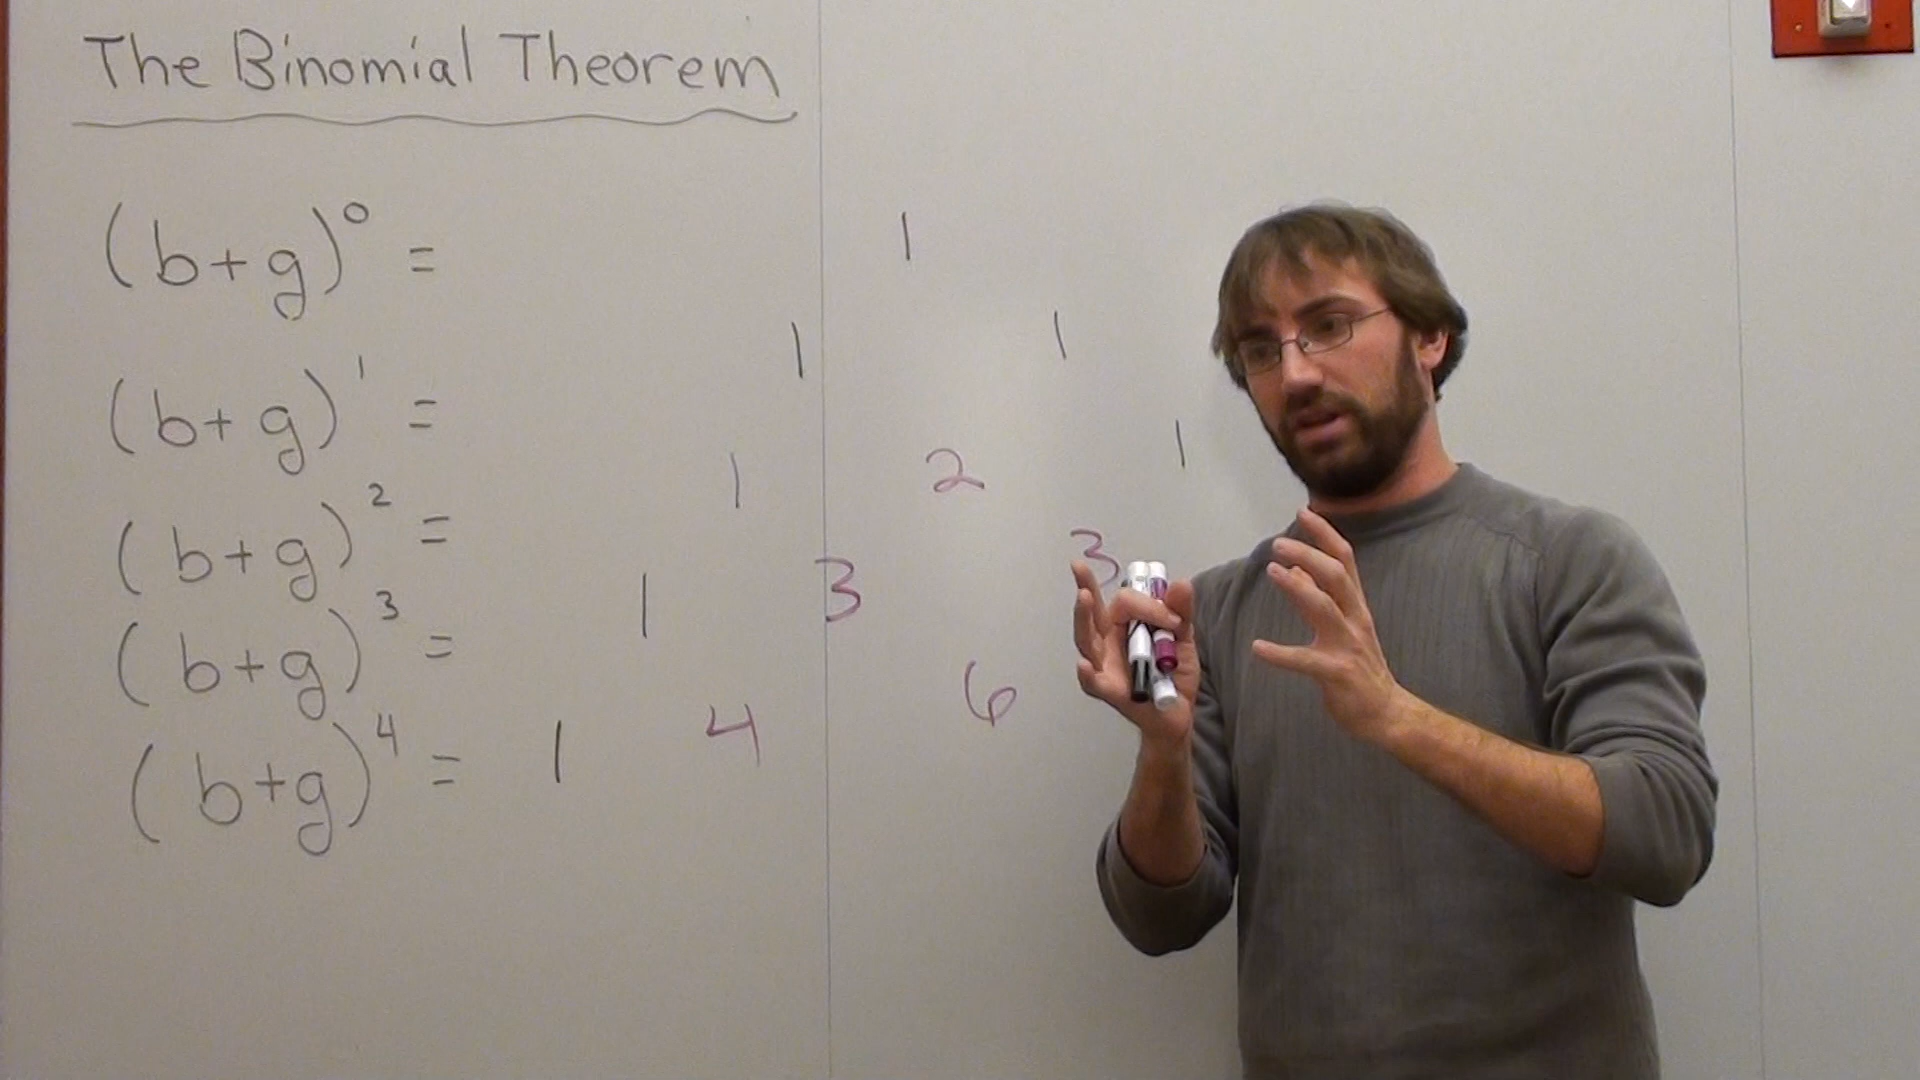 The Binomial Theorem
(b+g)⁰ = 1
(b+g)¹ = 1 1
(b+g)² = 1 2 1
(b+g)³ = 1 3 3
(b+g)⁴ = 1 4 6